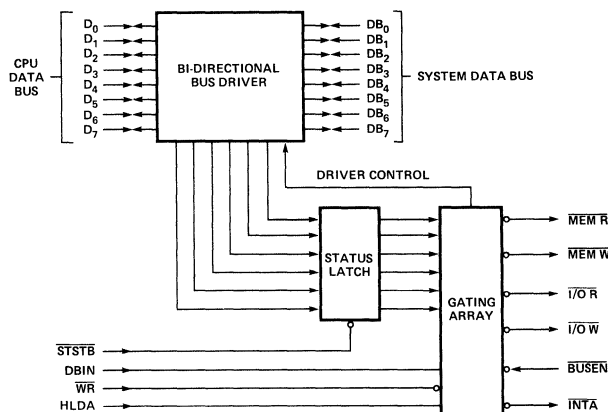 CPU
DATA
BUS
D0
D1
D2
D3
D4
D5
D6
D7
BI-DIRECTIONAL
BUS DRIVER
DB0
DB1
DB2
DB3
DB4
DB5
DB6
DB7
SYSTEM DATA BUS
DRIVER CONTROL
STATUS
LATCH
GATING
ARRAY
MEM R
MEM W
I/O R
I/O W
BUSEN
INTA
STSTB
DBIN
WR
HLDA